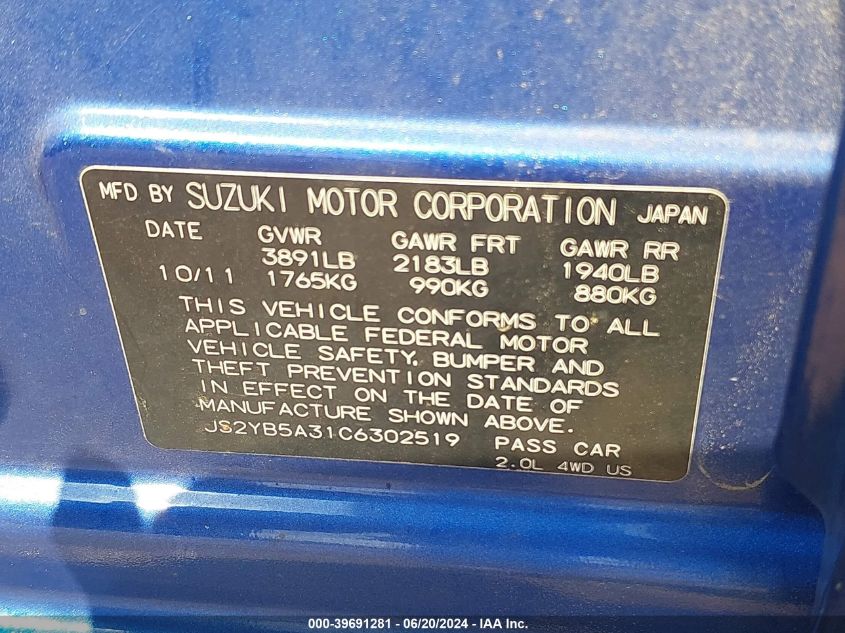 MFD BY SUZUKI MOTOR CORPORATION JAPAN
DATE GVWR GAWR FRT GAWR RR
3891LB 2183LB 1940LB
10/11 1765KG 990KG 880KG
THIS VEHICLE CONFORMS TO ALL
APPLICABLE FEDERAL MOTOR
VEHICLE SAFETY, BUMPER AND
THEFT PREVENTION STANDARDS
IN EFFECT ON THE DATE OF
MANUFACTURE SHOWN ABOVE.
JS2YB5A31C6302519 PASS CAR
2.0L 4WD US
000-39691281 - 06/20/2024 - IAA Inc.